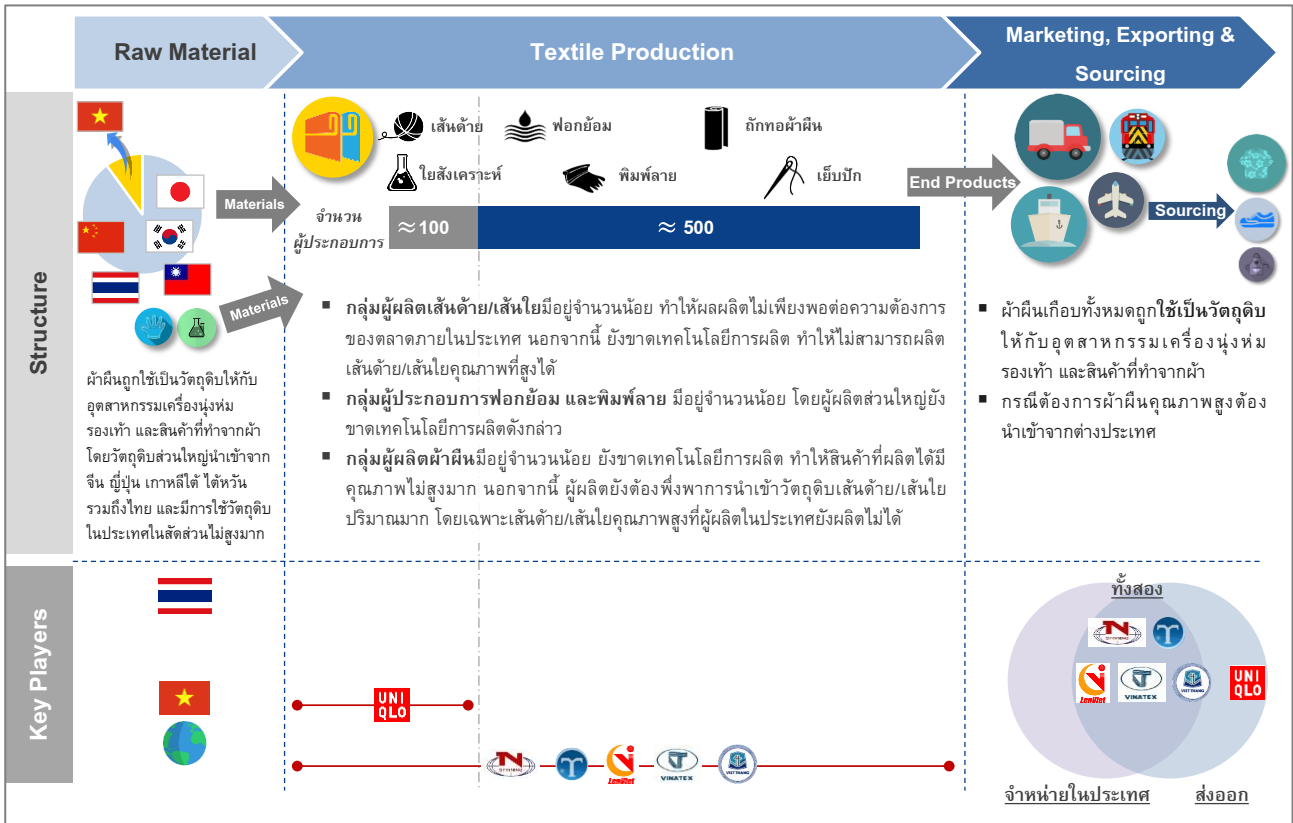 Raw Material
Textile Production
Marketing, Exporting &
Sourcing
Structure
Materials
Materials
ผ้าผืนถูกใช้เป็นวัตถุดิบให้กับ
อุตสาหกรรมเครื่องนุ่งห่ม
รองเท้า และสินค้าที่ทำจากผ้า
โดยวัตถุดิบส่วนใหญ่นำเข้าจาก
จีน ญี่ปุ่น เกาหลีใต้ ไต้หวัน
รวมถึงไทย และมีการใช้วัตถุดิบ
ในประเทศในสัดส่วนไม่สูงมาก
เส้นด้าย
ฟอกย้อม
ถักทอผ้าผืน
ใยสังเคราะห์
พิมพ์ลาย
เย็บปัก
จำนวน
ผู้ประกอบการ
≈ 100
≈ 500
▪ กลุ่มผู้ผลิตเส้นด้าย/เส้นใยมีอยู่จำนวนน้อย ทำให้ผลผลิตไม่เพียงพอต่อความต้องการ
ของตลาดภายในประเทศ นอกจากนี้ ยังขาดเทคโนโลยีการผลิต ทำให้ไม่สามารถผลิต
เส้นด้าย/เส้นใยคุณภาพที่สูงได้
▪ กลุ่มผู้ประกอบการฟอกย้อม และพิมพ์ลาย มีอยู่จำนวนน้อย โดยผู้ผลิตส่วนใหญ่ยัง
ขาดเทคโนโลยีการผลิตดังกล่าว
▪ กลุ่มผู้ผลิตผ้าผืนมีอยู่จำนวนน้อย ยังขาดเทคโนโลยีการผลิต ทำให้สินค้าที่ผลิตได้มี
คุณภาพไม่สูงมาก นอกจากนี้ ผู้ผลิตยังต้องพึ่งพาการนำเข้าวัตถุดิบเส้นด้าย/เส้นใย
ปริมาณมาก โดยเฉพาะเส้นด้าย/เส้นใยคุณภาพสูงที่ผู้ผลิตในประเทศยังผลิตไม่ได้
End Products
Sourcing
▪ ผ้าผืนเกือบทั้งหมดถูกใช้เป็นวัตถุดิบ
ให้กับอุตสาหกรรมเครื่องนุ่งห่ม
รองเท้า และสินค้าที่ทำจากผ้า
▪ กรณีต้องการผ้าผืนคุณภาพสูงต้อง
นำเข้าจากต่างประเทศ
Key Players
UNI
QLO
LenViet
VINATEX
VIET THANG
ทั้งสอง
LenViet
VINATEX
VIET THANG
UNI
QLO
จำหน่ายในประเทศ
ส่งออก